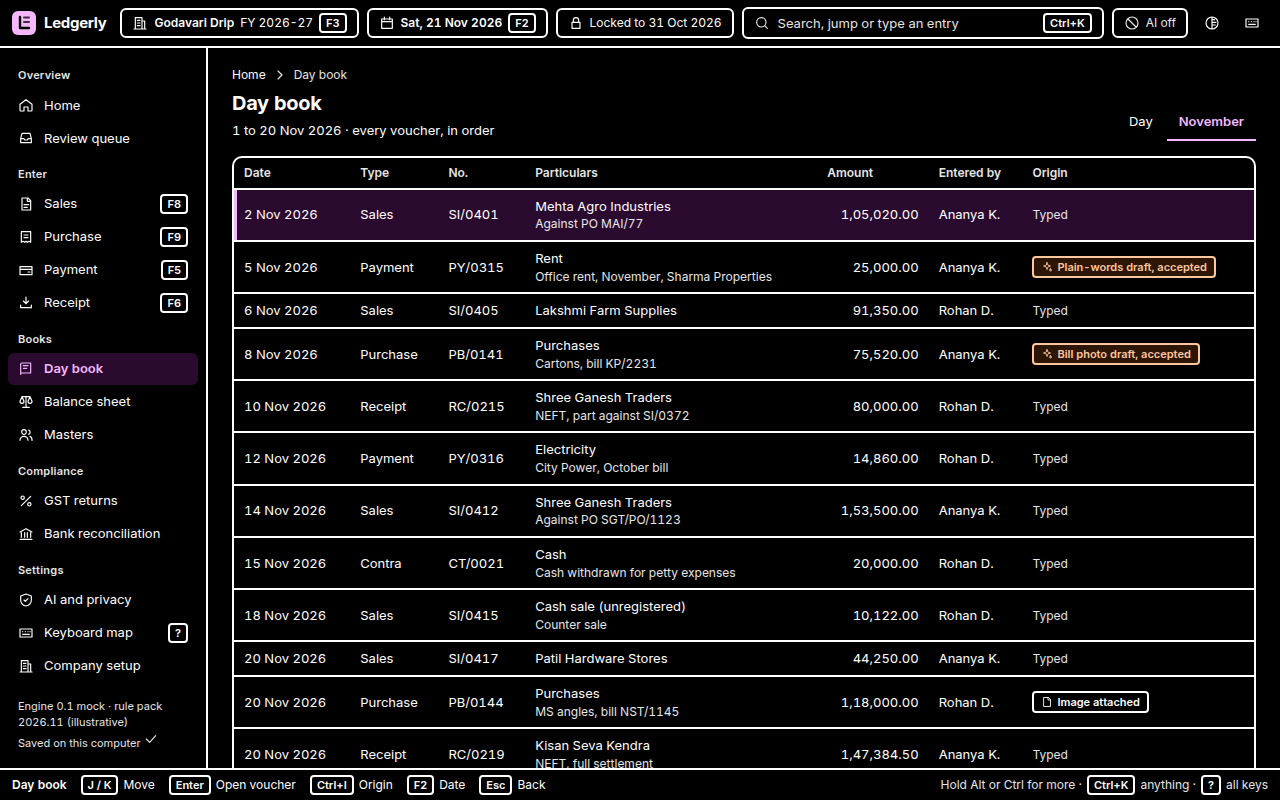 Ledgerly
Godavari Drip FY 2026-27 F3
Sat, 21 Nov 2026 F2
Locked to 31 Oct 2026
Search, jump or type an entry Ctrl+K
AI off
Overview
Home
Review queue
Enter
Sales F8
Purchase F9
Payment F5
Receipt F6
Books
Day book
Balance sheet
Masters
Compliance
GST returns
Bank reconciliation
Settings
AI and privacy
Keyboard map ?
Company setup
Engine 0.1 mock · rule pack
2026.11 (illustrative)
Saved on this computer
Home Day book
Day book
1 to 20 Nov 2026 · every voucher, in order
Day November
Date Type No. Particulars Amount Entered by Origin
2 Nov 2026 Sales SI/0401 Mehta Agro Industries 1,05,020.00 Ananya K. Typed
Against PO MAI/77
5 Nov 2026 Payment PY/0315 Rent 25,000.00 Ananya K. Plain-words draft, accepted
Office rent, November, Sharma Properties
6 Nov 2026 Sales SI/0405 Lakshmi Farm Supplies 91,350.00 Rohan D. Typed
8 Nov 2026 Purchase PB/0141 Purchases 75,520.00 Ananya K. Bill photo draft, accepted
Cartons, bill KP/2231
10 Nov 2026 Receipt RC/0215 Shree Ganesh Traders 80,000.00 Rohan D. Typed
NEFT, part against SI/0372
12 Nov 2026 Payment PY/0316 Electricity 14,860.00 Rohan D. Typed
City Power, October bill
14 Nov 2026 Sales SI/0412 Shree Ganesh Traders 1,53,500.00 Ananya K. Typed
Against PO SGT/PO/1123
15 Nov 2026 Contra CT/0021 Cash 20,000.00 Rohan D. Typed
Cash withdrawn for petty expenses
18 Nov 2026 Sales SI/0415 Cash sale (unregistered) 10,122.00 Rohan D. Typed
Counter sale
20 Nov 2026 Sales SI/0417 Patil Hardware Stores 44,250.00 Ananya K. Typed
20 Nov 2026 Purchase PB/0144 Purchases 1,18,000.00 Rohan D. Image attached
MS angles, bill NST/1145
20 Nov 2026 Receipt RC/0219 Kisan Seva Kendra 1,47,384.50 Ananya K. Typed
NEFT, full settlement
Day book J / K Move Enter Open voucher Ctrl+I Origin F2 Date Esc Back
Hold Alt or Ctrl for more · Ctrl+K anything · ? all keys